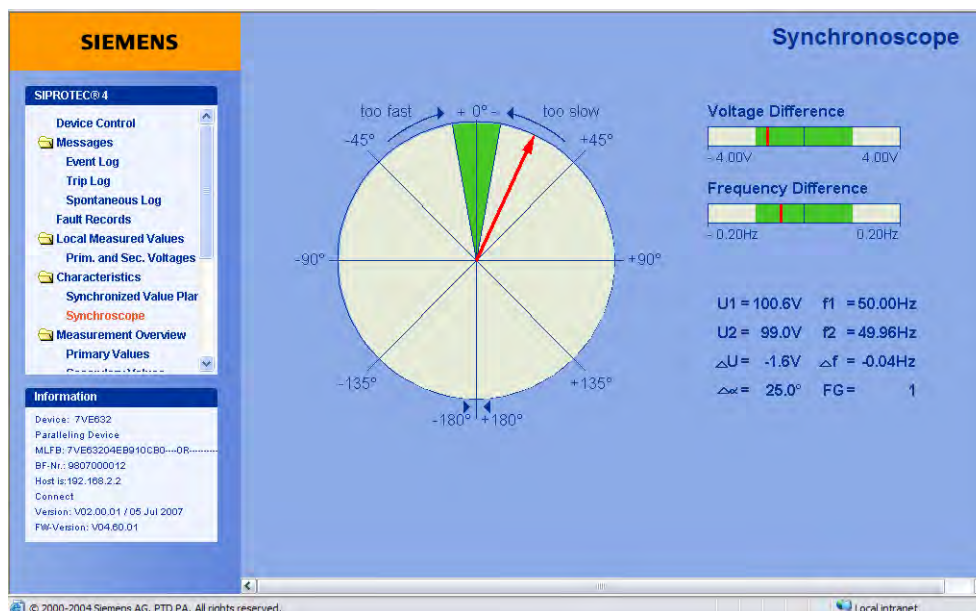 SIEMENS
Synchronoscope
SIPROTEC® 4
Device Control
Messages
Event Log
Trip Log
Spontaneous Log
Fault Records
Local Measured Values
Prim. and Sec. Voltages
Characteristics
Synchronized Value Plar
Synchroscope
Measurement Overview
Primary Values
Information
Device: 7VE632
Paralleling Device
MLFB: 7VE63204EB910CB0---0R---------
BF-Nr.: 9807000012
Host is:192.168.2.2
Connect
Version: V02.00.01 / 05 Jul 2007
FW-Version: V04.60.01
too fast + 0° - too slow
-45° +45°
-90° +90°
-135° +135°
-180° +180°
Voltage Difference
- 4.00V 4.00V
Frequency Difference
- 0.20Hz 0.20Hz
U1 = 100.6V f1 = 50.00Hz
U2 = 99.0V f2 = 49.96Hz
△U= -1.6V △f = -0.04Hz
△α = 25.0° FG = 1
© 2000-2004 Siemens AG, PTD PA. All rights reserved.
Local intranet